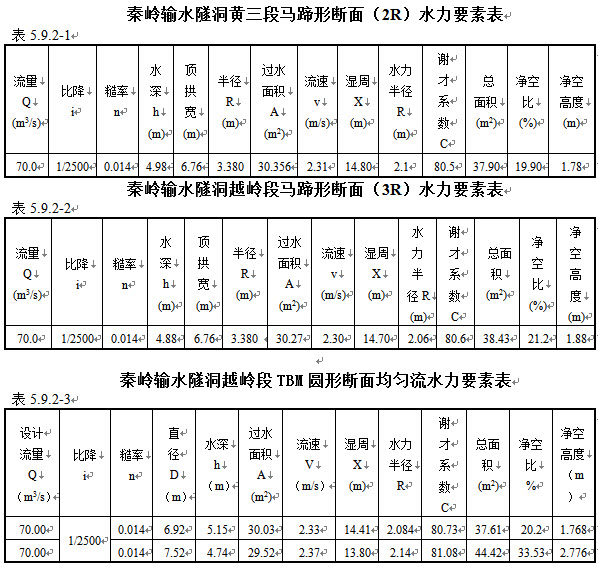 秦岭输水隧洞黄三段马蹄形断面（2R）水力要素表
表 5.9.2-1
流量 Q (m³/s) 比降 i 糙率 n 水深 h (m) 顶拱宽 (m) 半径 R (m) 过水面积 A (m²) 流速 v (m/s) 湿周 X (m) 水力半径 R (m) 谢才系数 C 总面积 (m²) 净空比 (%) 净空高度 (m)
70.0 1/2500 0.014 4.98 6.76 3.380 30.356 2.31 14.80 2.1 80.5 37.90 19.90 1.78
秦岭输水隧洞越岭段马蹄形断面（3R）水力要素表
表 5.9.2-2
流量 Q (m³/s) 比降 i 糙率 n 水深 h (m) 顶拱宽 (m) 半径 R (m) 过水面积 A (m²) 流速 v (m/s) 湿周 X (m) 水力半径 R (m) 谢才系数 C 总面积 (m²) 净空比 (%) 净空高度 (m)
70.0 1/2500 0.014 4.88 6.76 3.380 30.27 2.30 14.70 2.06 80.6 38.43 21.2 1.88
秦岭输水隧洞越岭段 TBM 圆形断面均匀流水力要素表
表 5.9.2-3
设计流量 Q （m³/s） 比降 i 糙率 n 直径 D （m） 水深 h （m） 过水面积 A (m²) 流速 V （m/s） 湿周 X (m) 水力半径 R 谢才系数 C 总面积 (m²) 净空比 % 净空高度（m）
70.00 1/2500 0.014 6.92 5.15 30.03 2.33 14.41 2.084 80.73 37.61 20.2 1.768
70.00 0.014 7.52 4.74 29.52 2.37 13.80 2.14 81.08 44.42 33.53 2.776